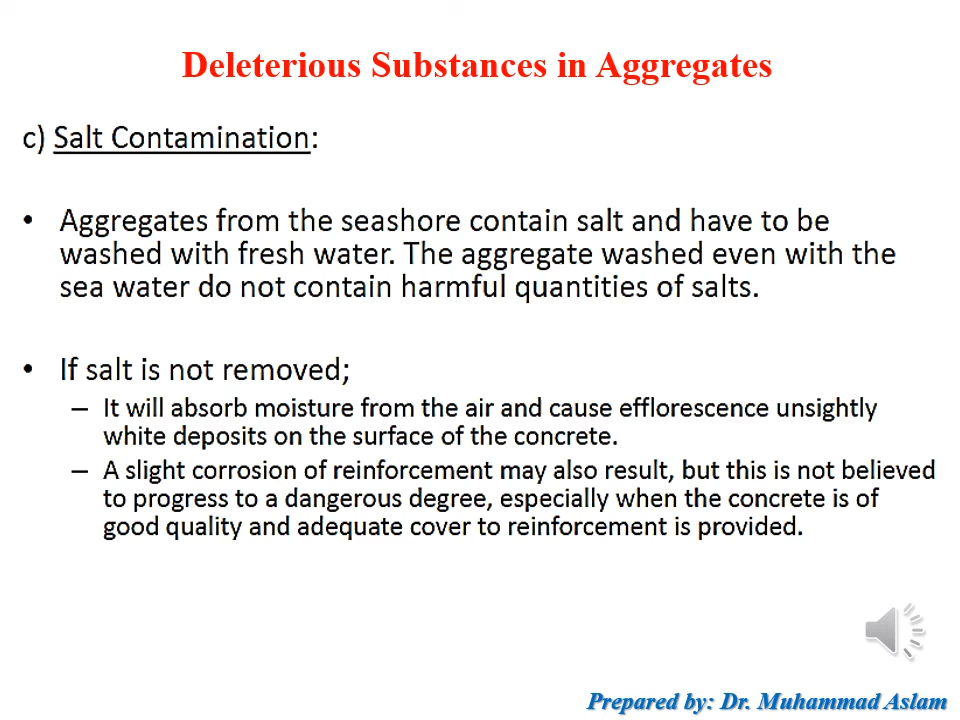 Deleterious Substances in Aggregates
c) Salt Contamination:
• Aggregates from the seashore contain salt and have to be
washed with fresh water. The aggregate washed even with the
sea water do not contain harmful quantities of salts.
• If salt is not removed;
– It will absorb moisture from the air and cause efflorescence unsightly
white deposits on the surface of the concrete.
– A slight corrosion of reinforcement may also result, but this is not believed
to progress to a dangerous degree, especially when the concrete is of
good quality and adequate cover to reinforcement is provided.
Prepared by: Dr. Muhammad Aslam